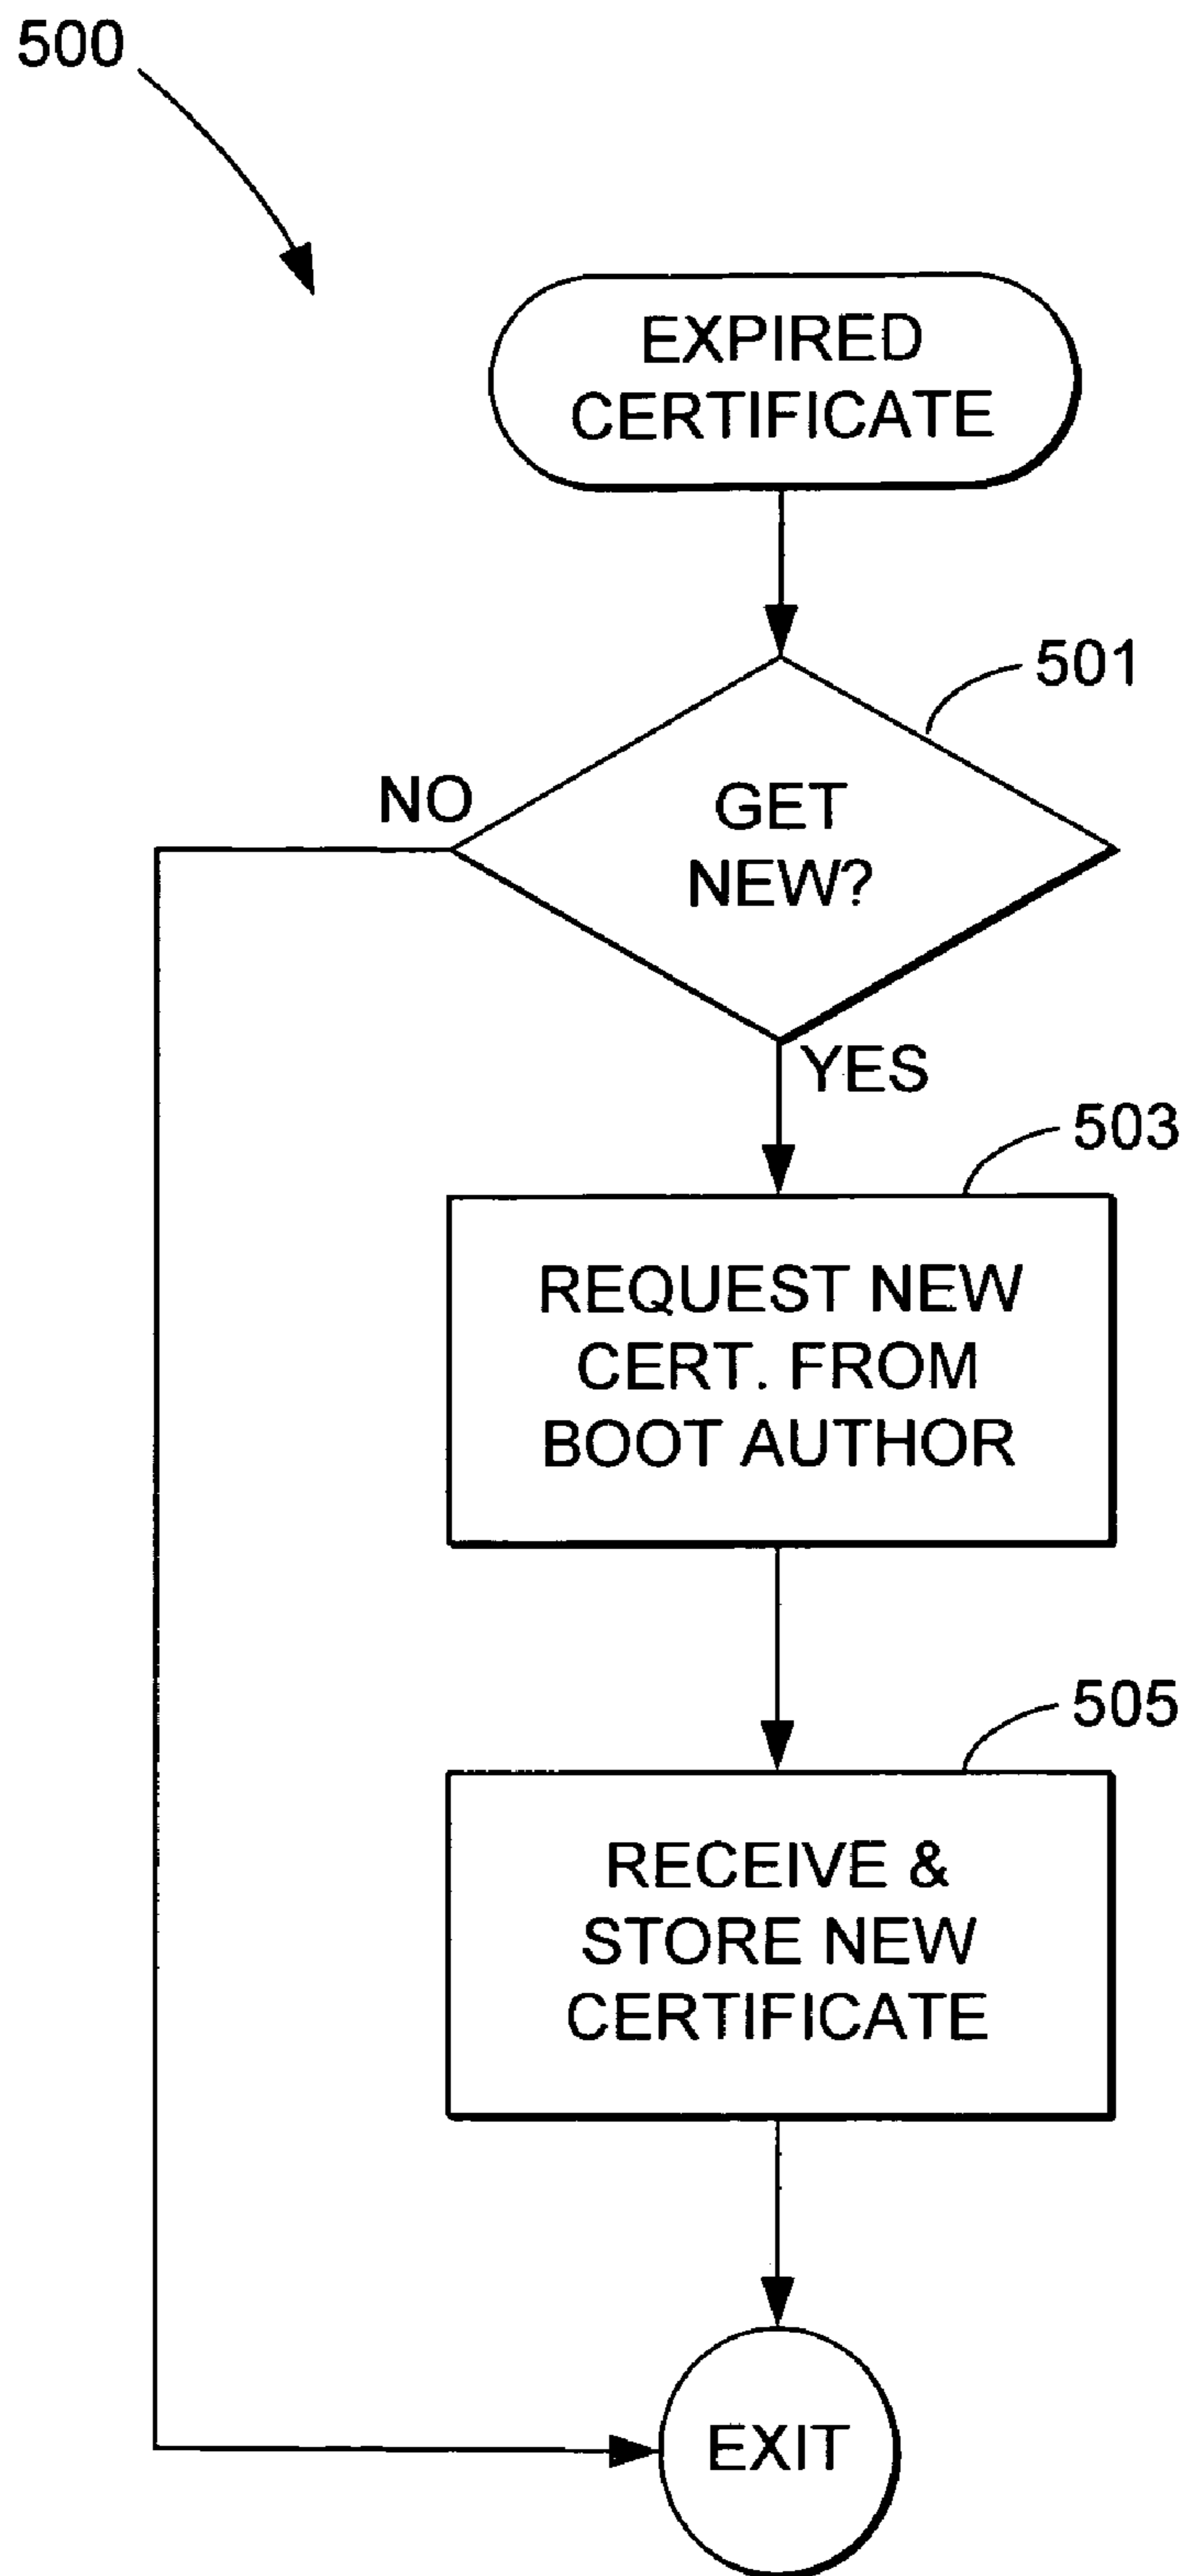 500
EXPIRED
CERTIFICATE
501
NO
GET
NEW?
YES
503
REQUEST NEW
CERT. FROM
BOOT AUTHOR
505
RECEIVE &
STORE NEW
CERTIFICATE
EXIT